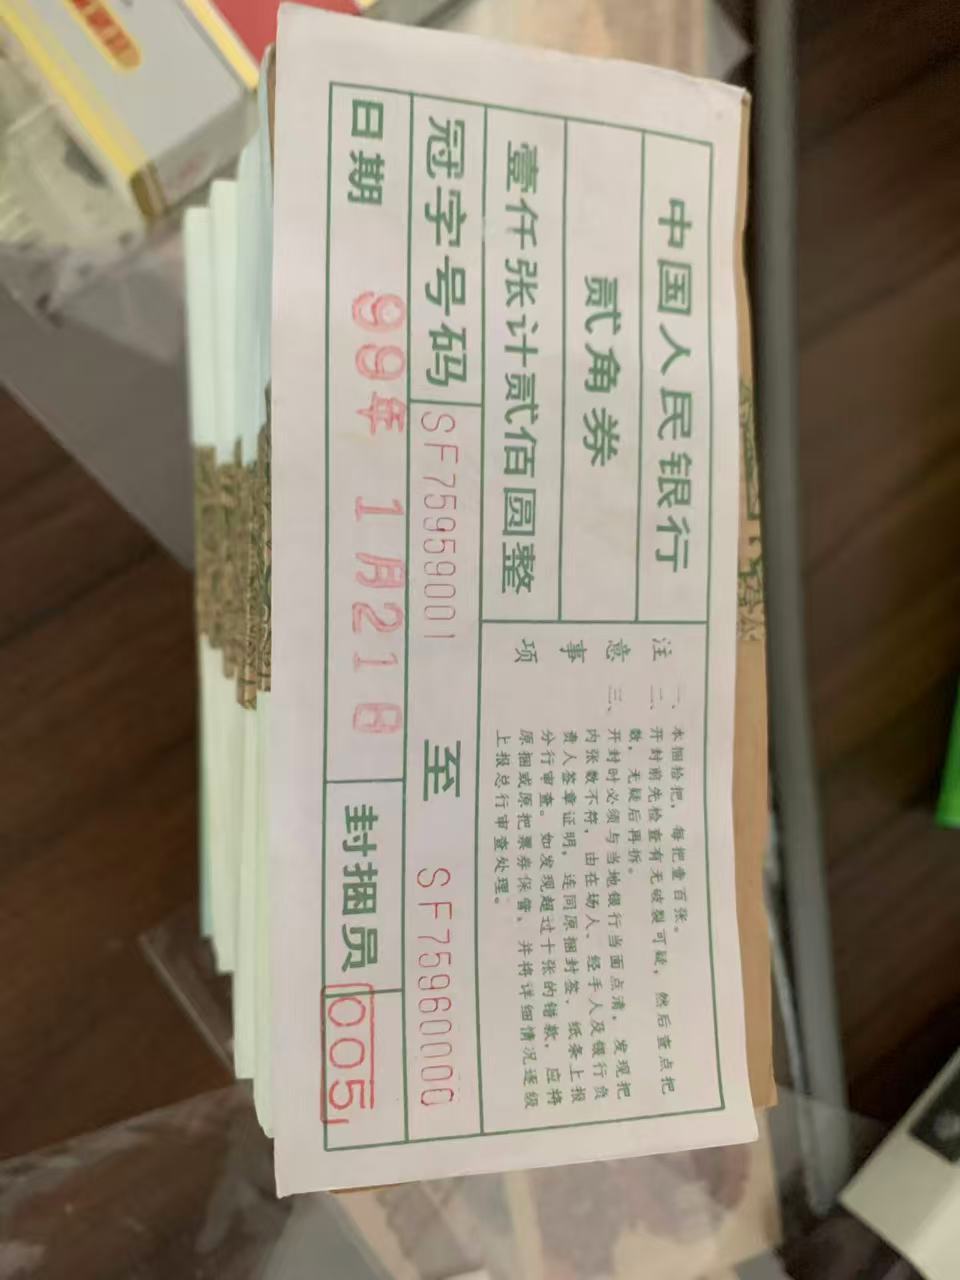 中国人民银行
贰角券
壹仟张计贰佰圆整
冠字号码 SF75959001 至 SF75960000
日期 99年 1月21日 封捆员 005
注意事项
一、本捆拾把，每把壹百张。
二、开封前先检查有无破裂可疑，然后查点把
数，无疑后再拆。
三、开封时必须与当地银行当面点清，发现把
内张数不符，由在场人、经手人及银行负
责人签章证明，连同原捆封签、纸条上报
分行审查。如发现超过十张的错款，应将
原捆或原把票券保管，并将详细情况逐级
上报总行审查处理。